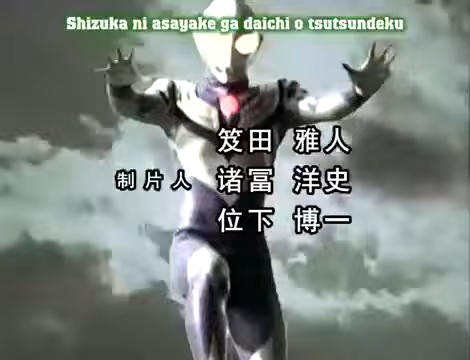 Shizuka ni asayake ga daichi o tsutsundeku
笈田 雅人
制片人 诸冨 洋史
位下 博一